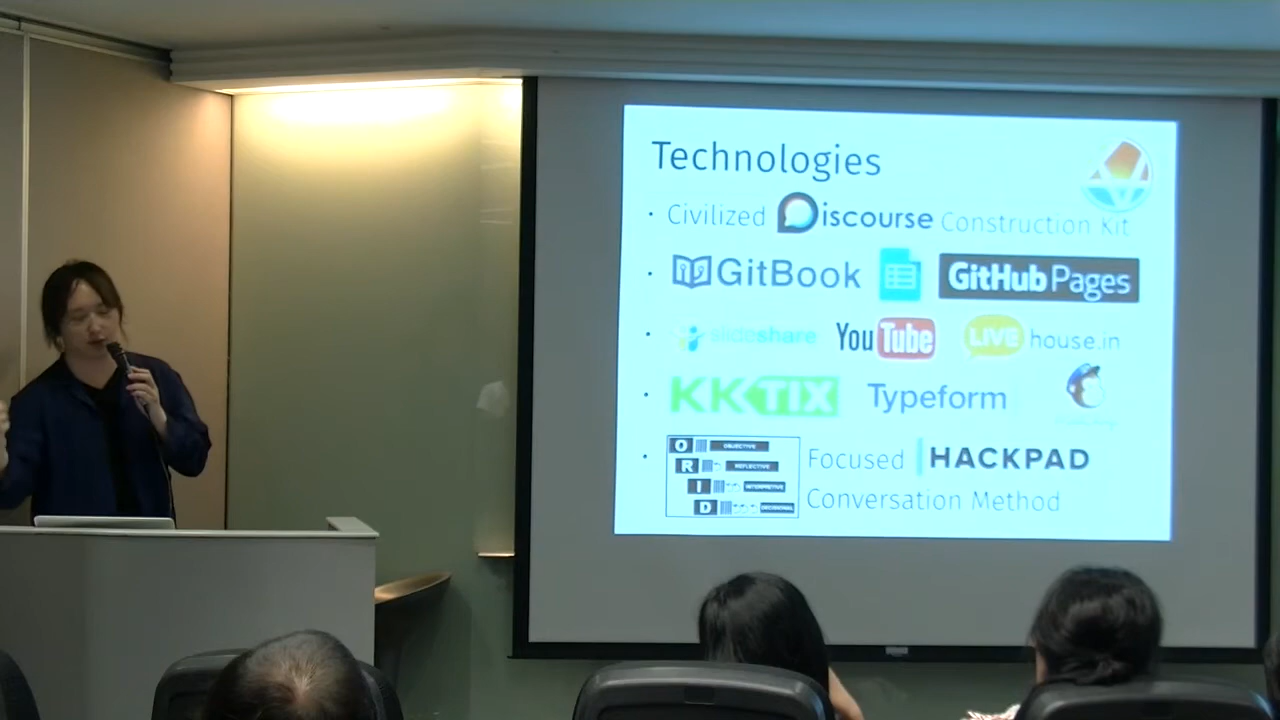 Technologies
· Civilized Discourse Construction Kit
· GitBook GitHub Pages
· slideshare YouTube LIVE house.in
· KKTIX Typeform
· ORID Focused HACKPAD
Conversation Method
OBJECTIVE
REFLECTIVE
INTERPRETIVE
DECISIONAL